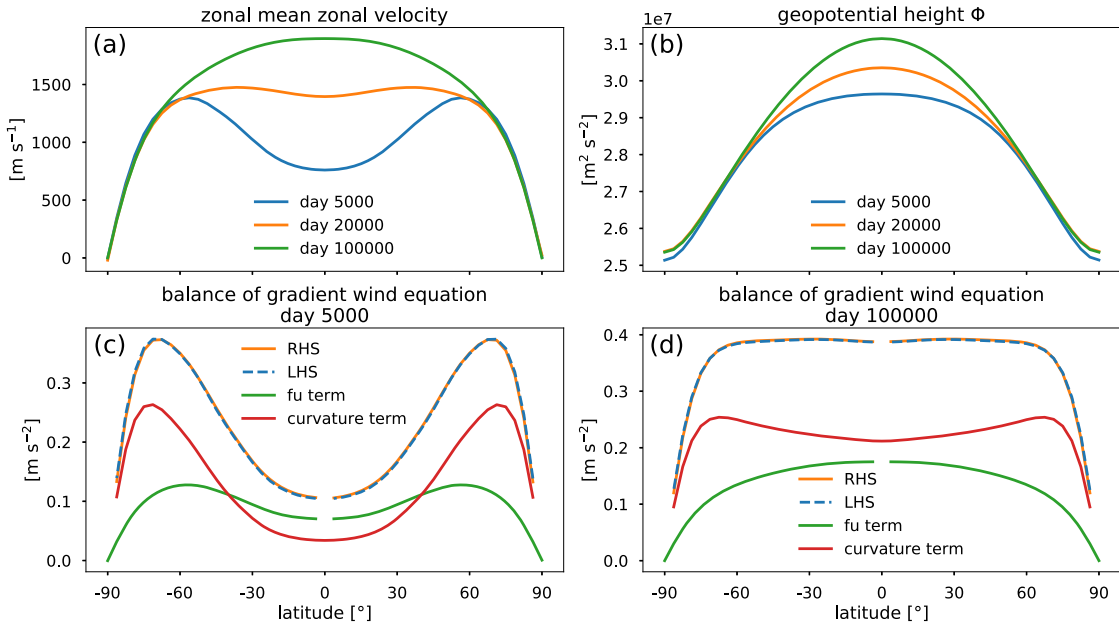 zonal mean zonal velocity
(a)
[m s⁻¹]
1500
1000
500
0
day 5000
day 20000
day 100000
geopotential height Φ
1e7
(b)
[m² s⁻²]
3.1
3.0
2.9
2.8
2.7
2.6
2.5
day 5000
day 20000
day 100000
balance of gradient wind equation
day 5000
(c)
[m s⁻²]
0.3
0.2
0.1
0.0
RHS
LHS
fu term
curvature term
-90 -60 -30 0 30 60 90
latitude [°]
balance of gradient wind equation
day 100000
(d)
[m s⁻²]
0.4
0.3
0.2
0.1
0.0
RHS
LHS
fu term
curvature term
-90 -60 -30 0 30 60 90
latitude [°]